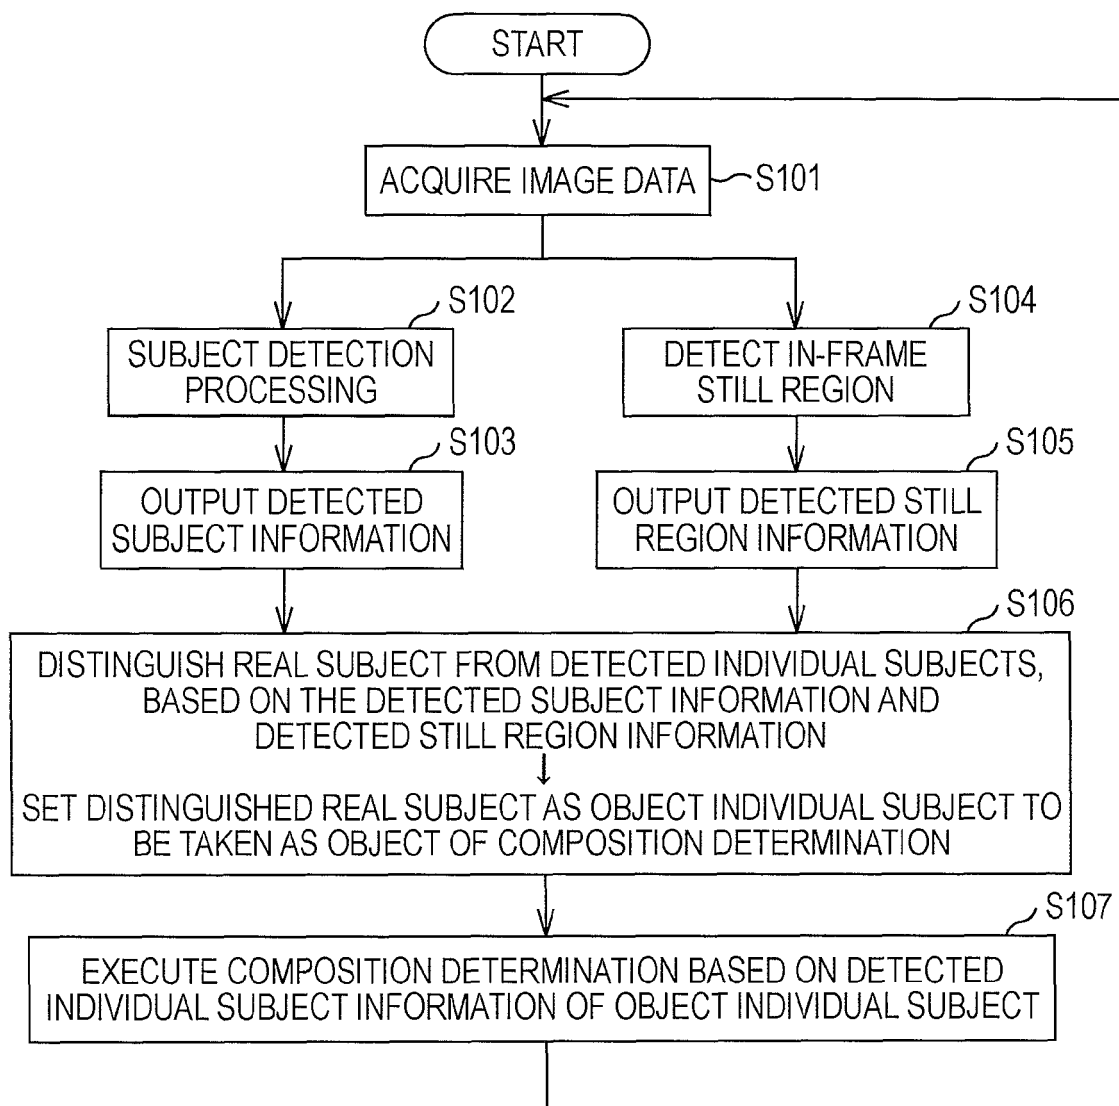 START
ACQUIRE IMAGE DATA
S101
S102
SUBJECT DETECTION
PROCESSING
S104
DETECT IN-FRAME
STILL REGION
S103
OUTPUT DETECTED
SUBJECT INFORMATION
S105
OUTPUT DETECTED STILL
REGION INFORMATION
S106
DISTINGUISH REAL SUBJECT FROM DETECTED INDIVIDUAL SUBJECTS,
BASED ON THE DETECTED SUBJECT INFORMATION AND
DETECTED STILL REGION INFORMATION
SET DISTINGUISHED REAL SUBJECT AS OBJECT INDIVIDUAL SUBJECT TO
BE TAKEN AS OBJECT OF COMPOSITION DETERMINATION
S107
EXECUTE COMPOSITION DETERMINATION BASED ON DETECTED
INDIVIDUAL SUBJECT INFORMATION OF OBJECT INDIVIDUAL SUBJECT